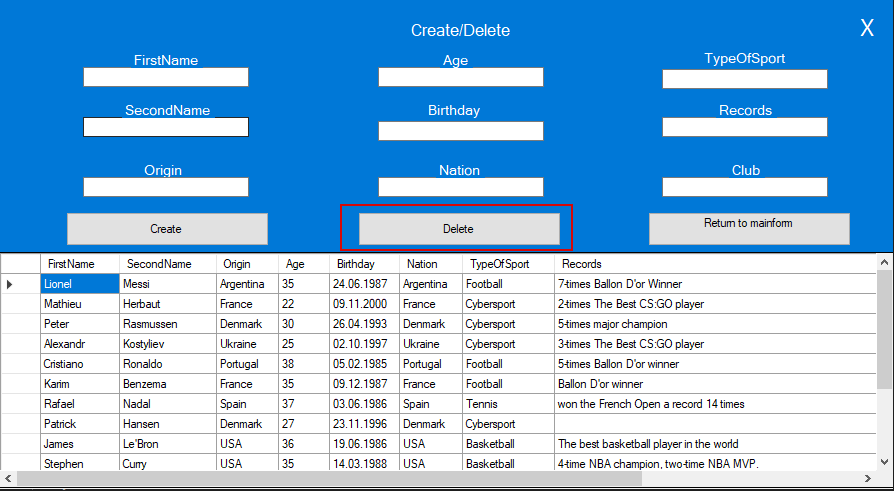 Create/Delete
X
FirstName Age TypeOfSport
SecondName Birthday Records
Origin Nation Club
Create Delete Return to mainform
FirstName SecondName Origin Age Birthday Nation TypeOfSport Records
Lionel Messi Argentina 35 24.06.1987 Argentina Football 7-times Ballon D'or Winner
Mathieu Herbaut France 22 09.11.2000 France Cybersport 2-times The Best CS:GO player
Peter Rasmussen Denmark 30 26.04.1993 Denmark Cybersport 5-times major champion
Alexandr Kostyliev Ukraine 25 02.10.1997 Ukraine Cybersport 3-times The Best CS:GO player
Cristiano Ronaldo Portugal 38 05.02.1985 Portugal Football 5-times Ballon D'or winner
Karim Benzema France 35 09.12.1987 France Football Ballon D'or winner
Rafael Nadal Spain 37 03.06.1986 Spain Tennis won the French Open a record 14 times
Patrick Hansen Denmark 27 23.11.1996 Denmark Cybersport
James Le'Bron USA 36 19.06.1986 USA Basketball The best basketball player in the world
Stephen Curry USA 35 14.03.1988 USA Basketball 4-time NBA champion, two-time NBA MVP.